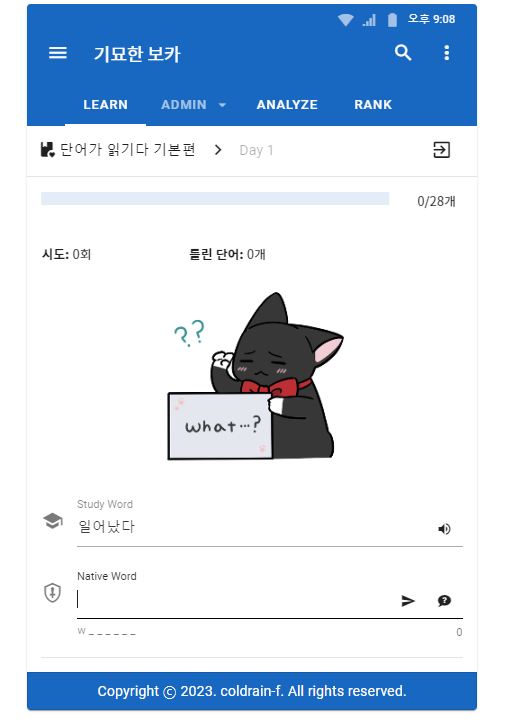 오후 9:08
기묘한 보카
LEARN ADMIN ANALYZE RANK
단어가 읽기다 기본편 > Day 1
0/28개
시도: 0회 틀린 단어: 0개
??
what...?
Study Word
일어났다
Native Word
w _ _ _ _ _ _ 0
Copyright © 2023. coldrain-f. All rights reserved.